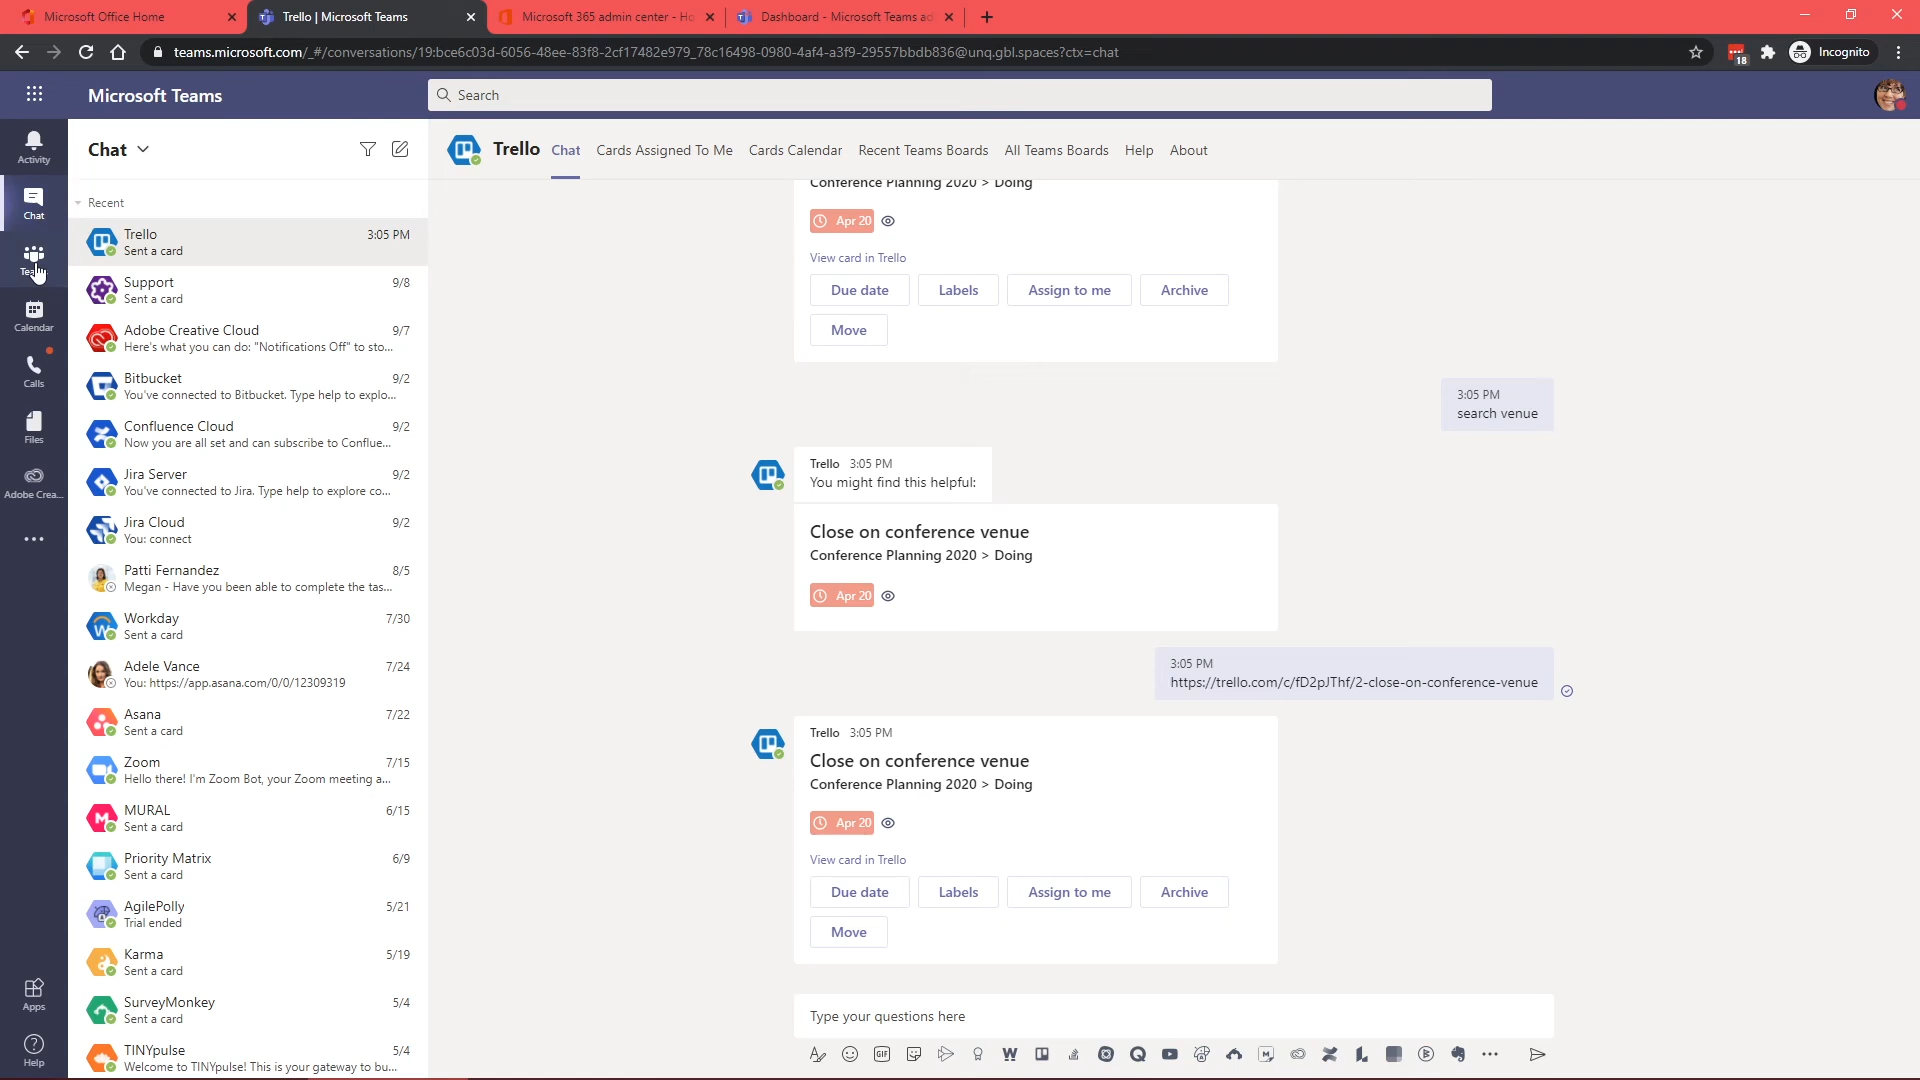 Microsoft Office Home
Trello | Microsoft Teams
Microsoft 365 admin center - Ho
Dashboard - Microsoft Teams ad
teams.microsoft.com/_#/conversations/19:bce6c03d-6056-48ee-83f8-2cf17482e979_78c16498-0980-4af4-a3f9-29557bbdb836@unq.gbl.spaces?ctx=chat
18
Incognito
Microsoft Teams
Search
Activity
Chat
Calendar
Calls
Files
Adobe Crea...
Apps
Help
Chat
Recent
Trello 3:05 PM
Sent a card
Support 9/8
Sent a card
Adobe Creative Cloud 9/7
Here's what you can do: "Notifications Off" to sto...
Bitbucket 9/2
You've connected to Bitbucket. Type help to explo...
Confluence Cloud 9/2
Now you are all set and can subscribe to Conflue...
Jira Server 9/2
You've connected to Jira. Type help to explore co...
Jira Cloud 9/2
You: connect
Patti Fernandez 8/5
Megan - Have you been able to complete the tas...
Workday 7/30
Sent a card
Adele Vance 7/24
You: https://app.asana.com/0/0/12309319
Asana 7/22
Sent a card
Zoom 7/15
Hello there! I'm Zoom Bot, your Zoom meeting a...
MURAL 6/15
Sent a card
Priority Matrix 6/9
Sent a card
AgilePolly 5/21
Trial ended
Karma 5/19
Sent a card
SurveyMonkey 5/4
Sent a card
TINYpulse 5/4
Welcome to TINYpulse! This is your gateway to bu...
Trello Chat Cards Assigned To Me Cards Calendar Recent Teams Boards All Teams Boards Help About
Conference Planning 2020 > Doing
Apr 20
View card in Trello
Due date Labels Assign to me Archive
Move
3:05 PM
search venue
Trello 3:05 PM
You might find this helpful:
Close on conference venue
Conference Planning 2020 > Doing
Apr 20
3:05 PM
https://trello.com/c/fD2pJThf/2-close-on-conference-venue
Trello 3:05 PM
Close on conference venue
Conference Planning 2020 > Doing
Apr 20
View card in Trello
Due date Labels Assign to me Archive
Move
Type your questions here
GIF